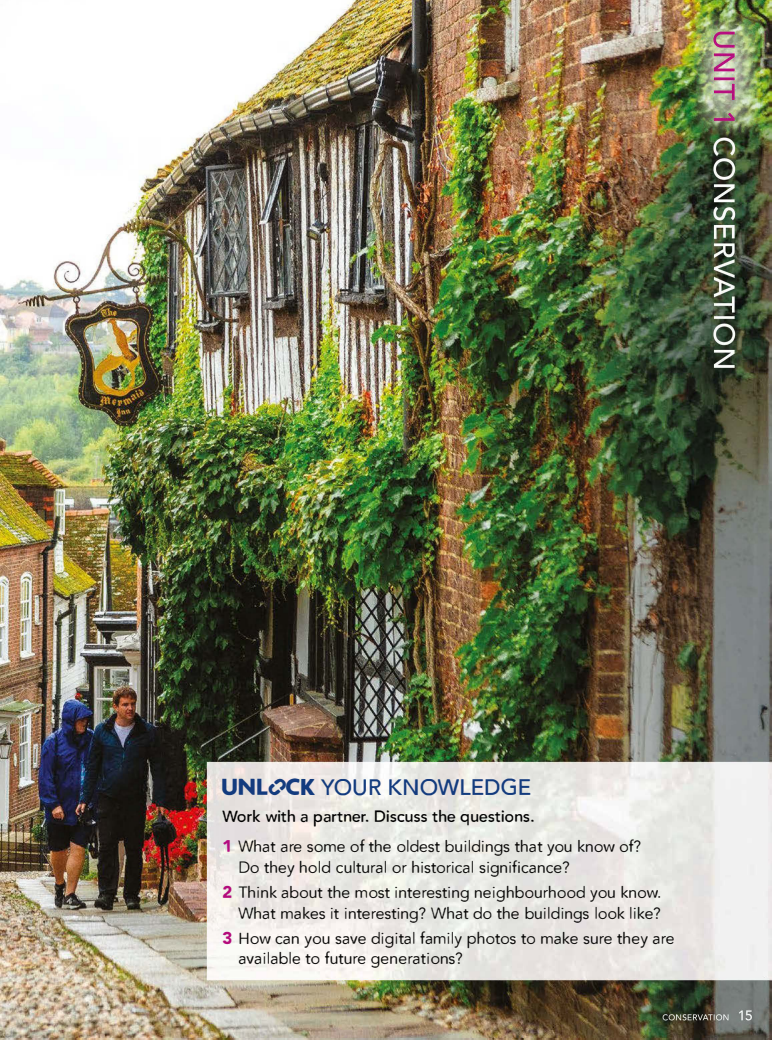 UNIT 1 CONSERVATION
The
Mermaid
Inn
UNLOCK YOUR KNOWLEDGE
Work with a partner. Discuss the questions.
1 What are some of the oldest buildings that you know of?
Do they hold cultural or historical significance?
2 Think about the most interesting neighbourhood you know.
What makes it interesting? What do the buildings look like?
3 How can you save digital family photos to make sure they are
available to future generations?
CONSERVATION 15